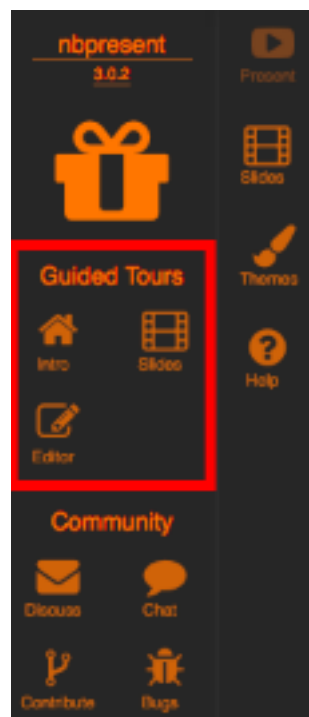 nbpresent
3.0.2
Guided Tours
Intro
Slides
Editor
Community
Discuss
Chat
Contribute
Bugs
Present
Slides
Themes
Help